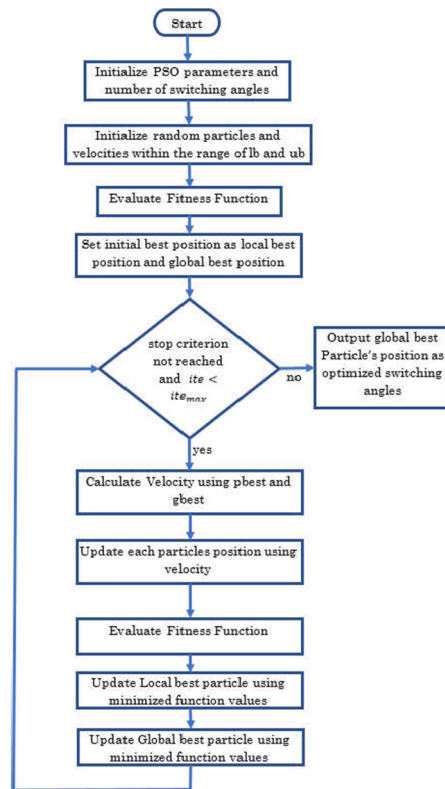 Start
Initialize PSO parameters and
number of switching angles
Initialize random particles and
velocities within the range of lb and ub
Evaluate Fitness Function
Set initial best position as local best
position and global best position
stop criterion
not reached
and ite <
ite_max
no
Output global best
Particle's position as
optimized switching
angles
yes
Calculate Velocity using pbest and
gbest
Update each particles position using
velocity
Evaluate Fitness Function
Update Local best particle using
minimized function values
Update Global best particle using
minimized function values